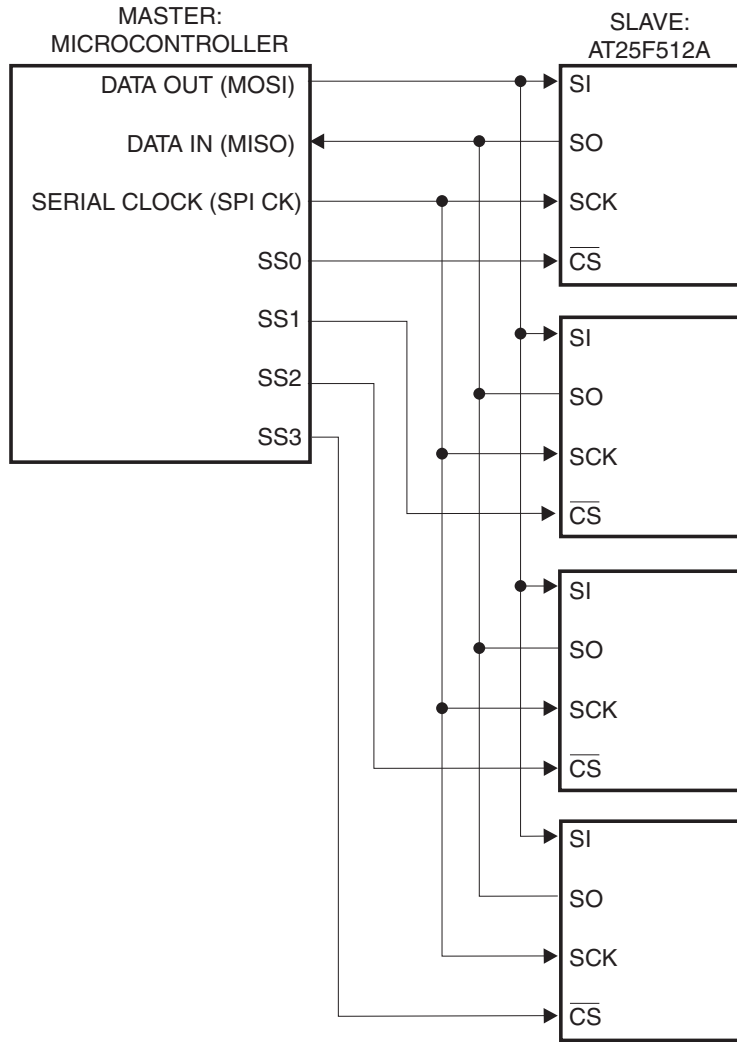 MASTER:
MICROCONTROLLER
DATA OUT (MOSI)
DATA IN (MISO)
SERIAL CLOCK (SPI CK)
SS0
SS1
SS2
SS3
SLAVE:
AT25F512A
SI
SO
SCK
CS
SI
SO
SCK
CS
SI
SO
SCK
CS
SI
SO
SCK
CS